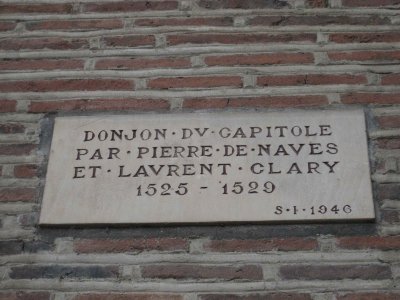 DONJON·DV·CAPITOLE
PAR·PIERRE·DE·NAVES
ET·LAVRENT·CLARY
1525 - 1529
S·I·1946